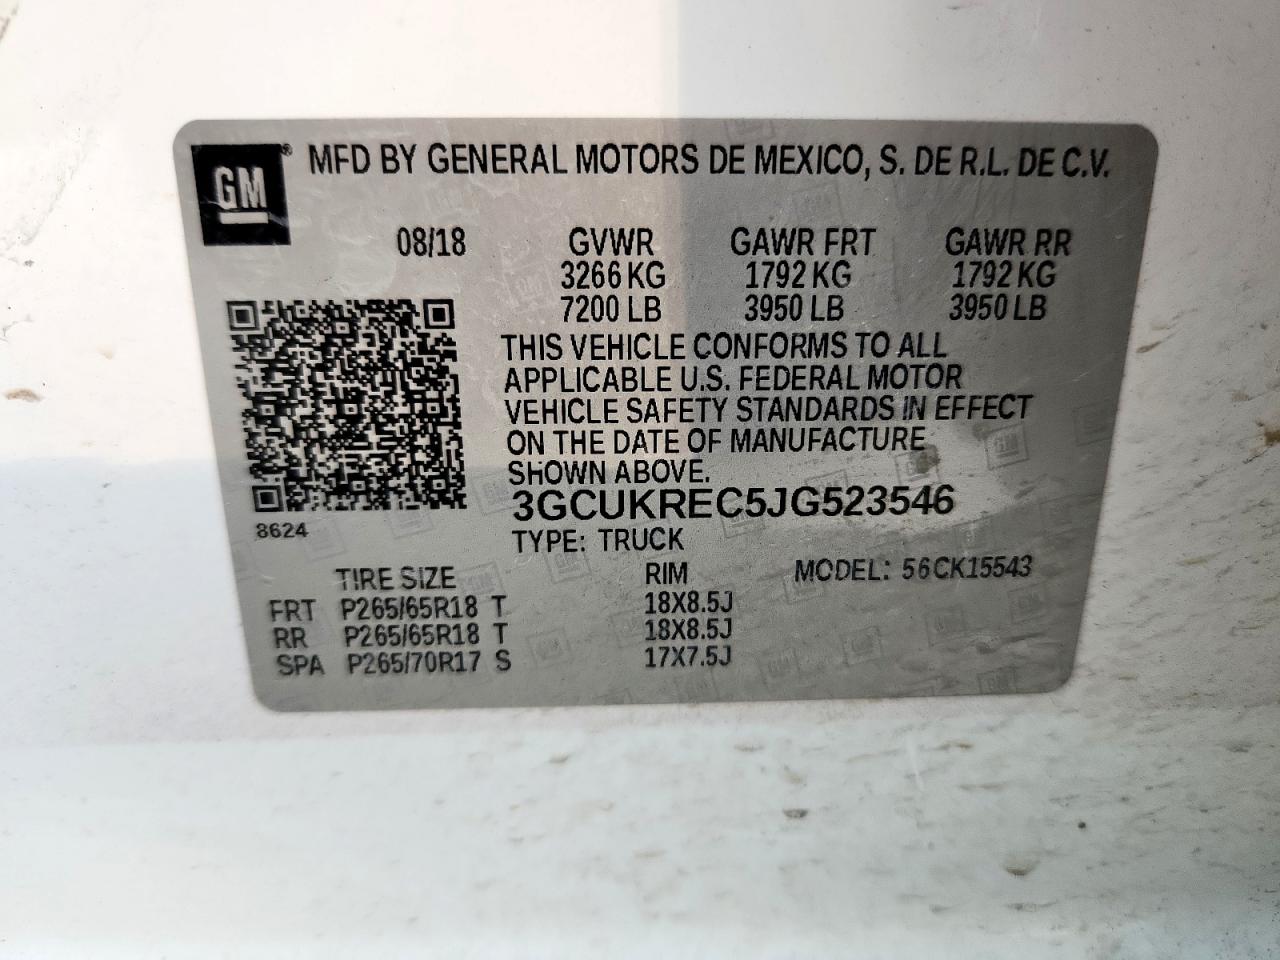 GM® MFD BY GENERAL MOTORS DE MEXICO, S. DE R.L. DE C.V.
08/18 GVWR GAWR FRT GAWR RR
3266 KG 1792 KG 1792 KG
7200 LB 3950 LB 3950 LB
THIS VEHICLE CONFORMS TO ALL
APPLICABLE U.S. FEDERAL MOTOR
VEHICLE SAFETY STANDARDS IN EFFECT
ON THE DATE OF MANUFACTURE
SHOWN ABOVE.
3GCUKREC5JG523546
8624
TYPE: TRUCK
TIRE SIZE RIM MODEL: 56CK15543
FRT P265/65R18 T 18X8.5J
RR P265/65R18 T 18X8.5J
SPA P265/70R17 S 17X7.5J